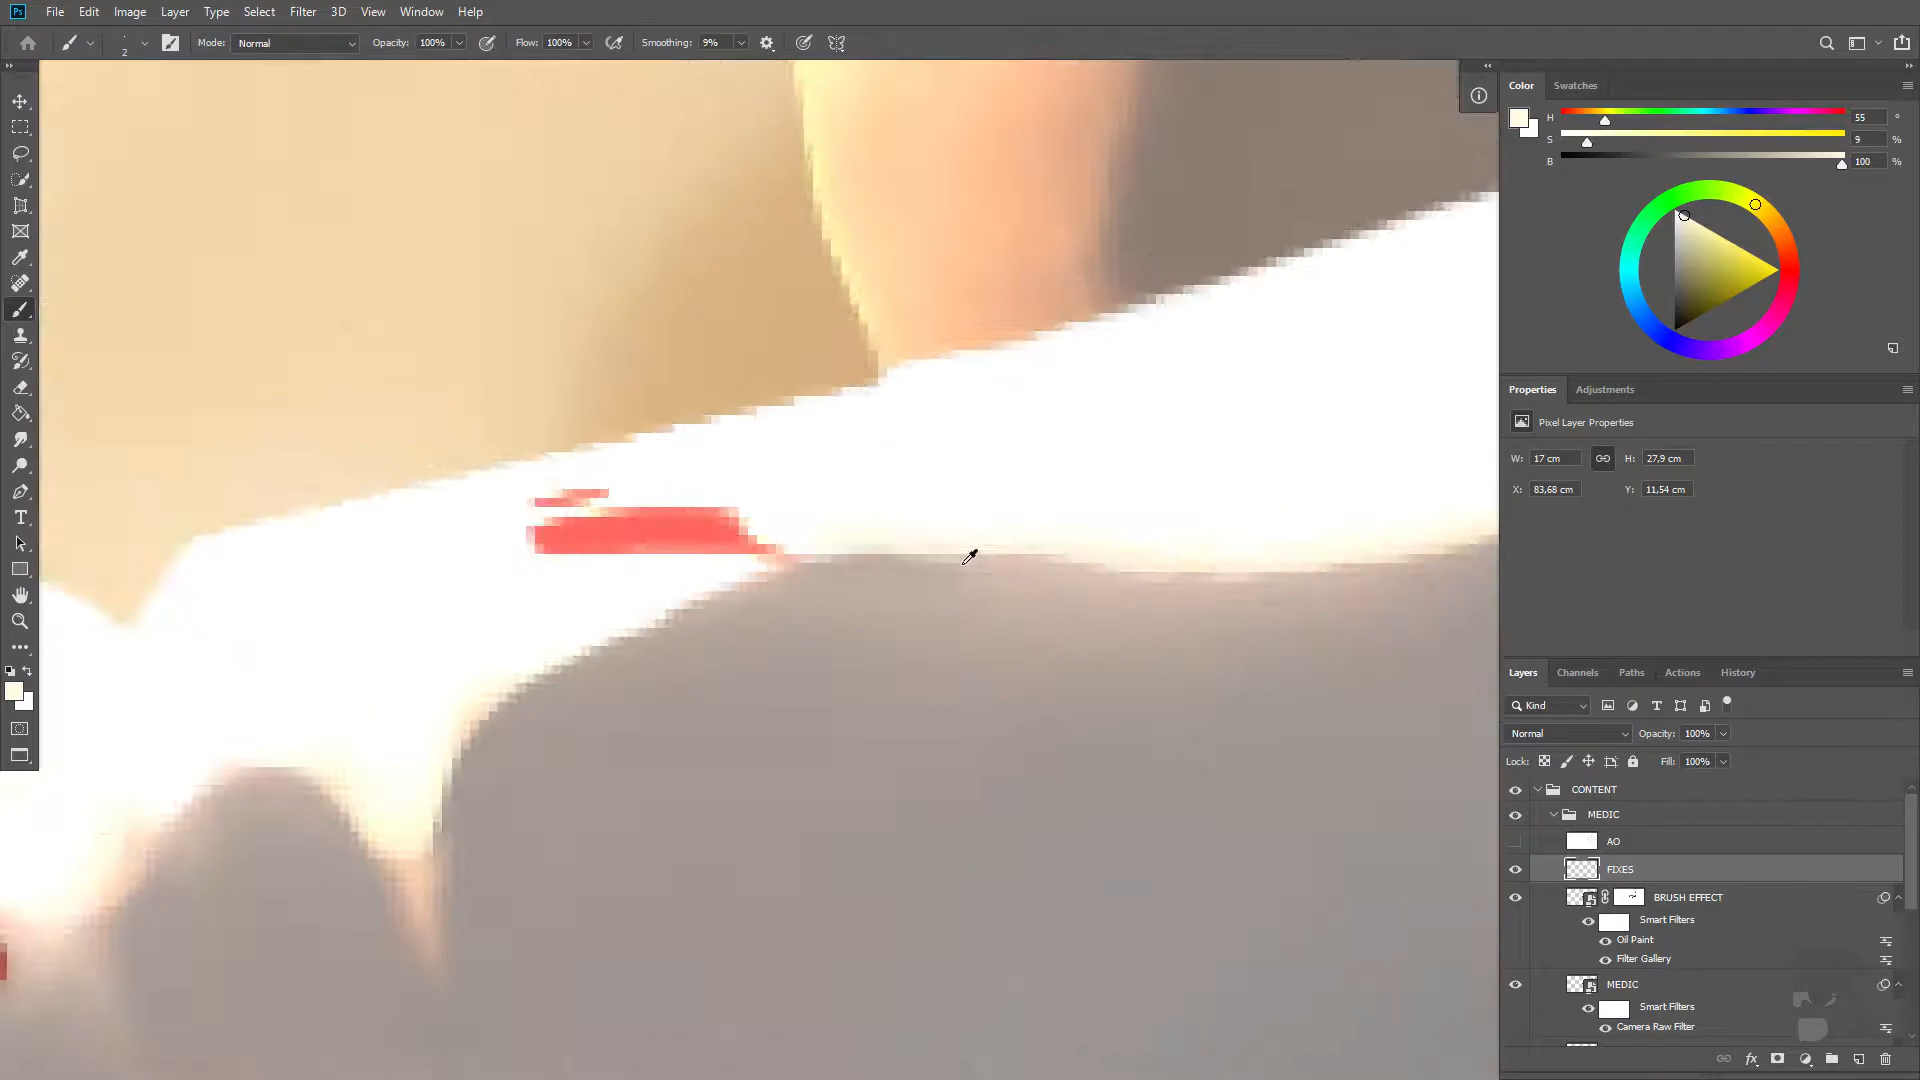 Ps File Edit Image Layer Type Select Filter 3D View Window Help
2 Mode: Normal Opacity: 100% Flow: 100% Smoothing: 9%
Color Swatches
H 55 °
S 9 %
B 100 %
Properties Adjustments
Pixel Layer Properties
W: 17 cm H: 27,9 cm
X: 83,68 cm Y: 11,54 cm
Layers Channels Paths Actions History
Kind
Normal Opacity: 100%
Lock: Fill: 100%
CONTENT
MEDIC
AO
FIXES
BRUSH EFFECT
Smart Filters
Oil Paint
Filter Gallery
MEDIC
Smart Filters
Camera Raw Filter
fx